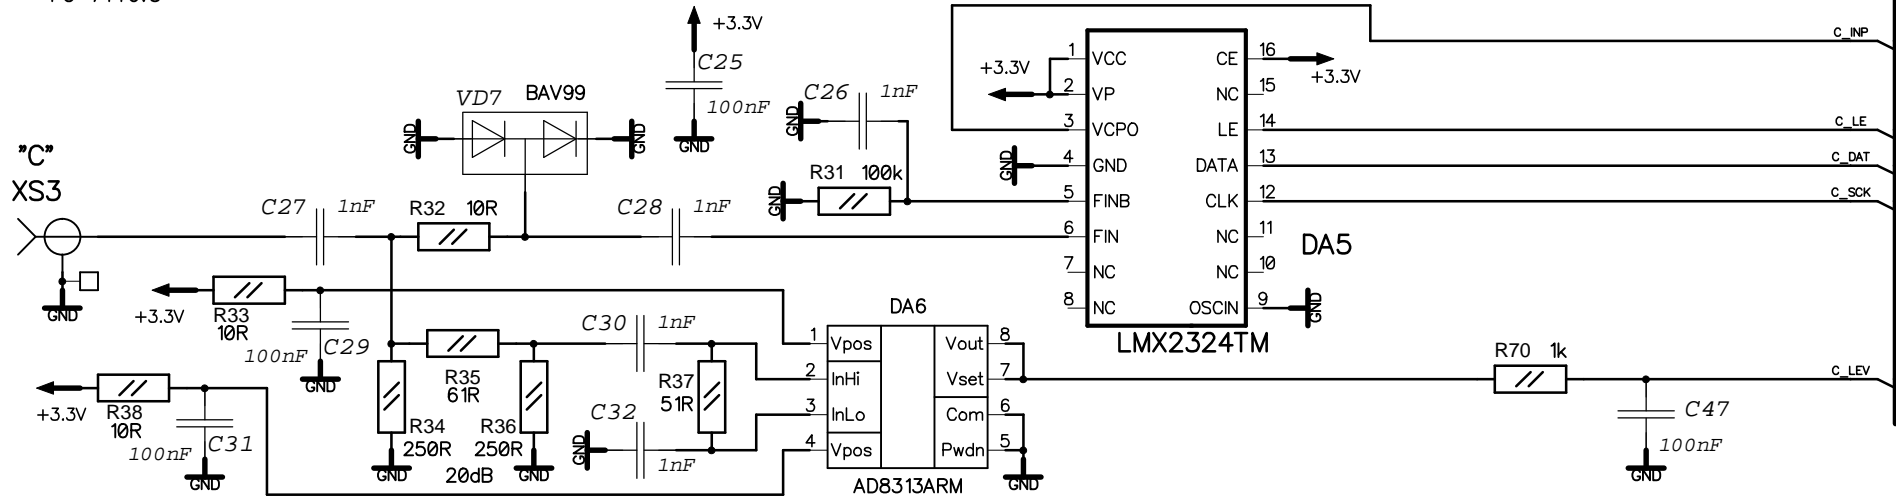 +3.3V
C_INP
C25
100nF
VD7
BAV99
GND
GND
GND
C26
1nF
GND
+3.3V
1 VCC
CE 16
+3.3V
2 VP
NC 15
3 VCPO
LE 14
C_LE
GND
4 GND
DATA 13
C_DAT
GND
R31 100k
5 FINB
CLK 12
C_SCK
6 FIN
NC 11
7 NC
NC 10
8 NC
OSCIN 9
GND
DA5
LMX2324TM
"C"
XS3
C27 1nF
R32 10R
C28 1nF
GND
+3.3V
R33
10R
100nF C29
GND
DA6
C30 1nF
1 Vpos
Vout 8
2 InHi
Vset 7
3 InLo
Com 6
4 Vpos
Pwdn 5
AD8313ARM
GND
R35
61R
R37
51R
C32
1nF
GND
R34
250R
R36
250R
20dB
GND
GND
+3.3V
R38
10R
100nF C31
GND
R70 1k
C_LEV
C47
100nF
GND